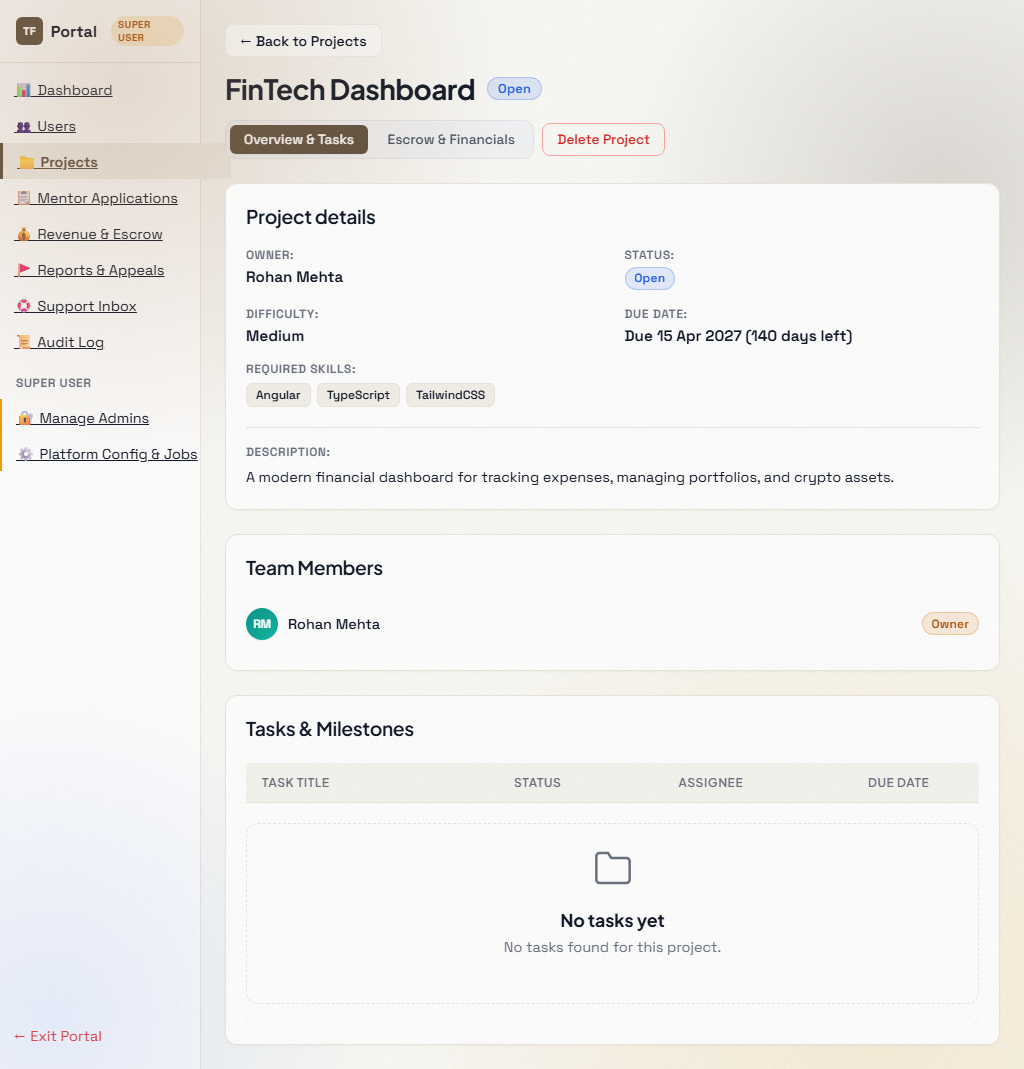 TF Portal SUPER
USER
Dashboard
Users
Projects
Mentor Applications
Revenue & Escrow
Reports & Appeals
Support Inbox
Audit Log
SUPER USER
Manage Admins
Platform Config & Jobs
← Exit Portal
← Back to Projects
FinTech Dashboard Open
Overview & Tasks Escrow & Financials Delete Project
Project details
OWNER: STATUS:
Rohan Mehta Open
DIFFICULTY: DUE DATE:
Medium Due 15 Apr 2027 (140 days left)
REQUIRED SKILLS:
Angular TypeScript TailwindCSS
DESCRIPTION:
A modern financial dashboard for tracking expenses, managing portfolios, and crypto assets.
Team Members
RM Rohan Mehta Owner
Tasks & Milestones
TASK TITLE STATUS ASSIGNEE DUE DATE
No tasks yet
No tasks found for this project.